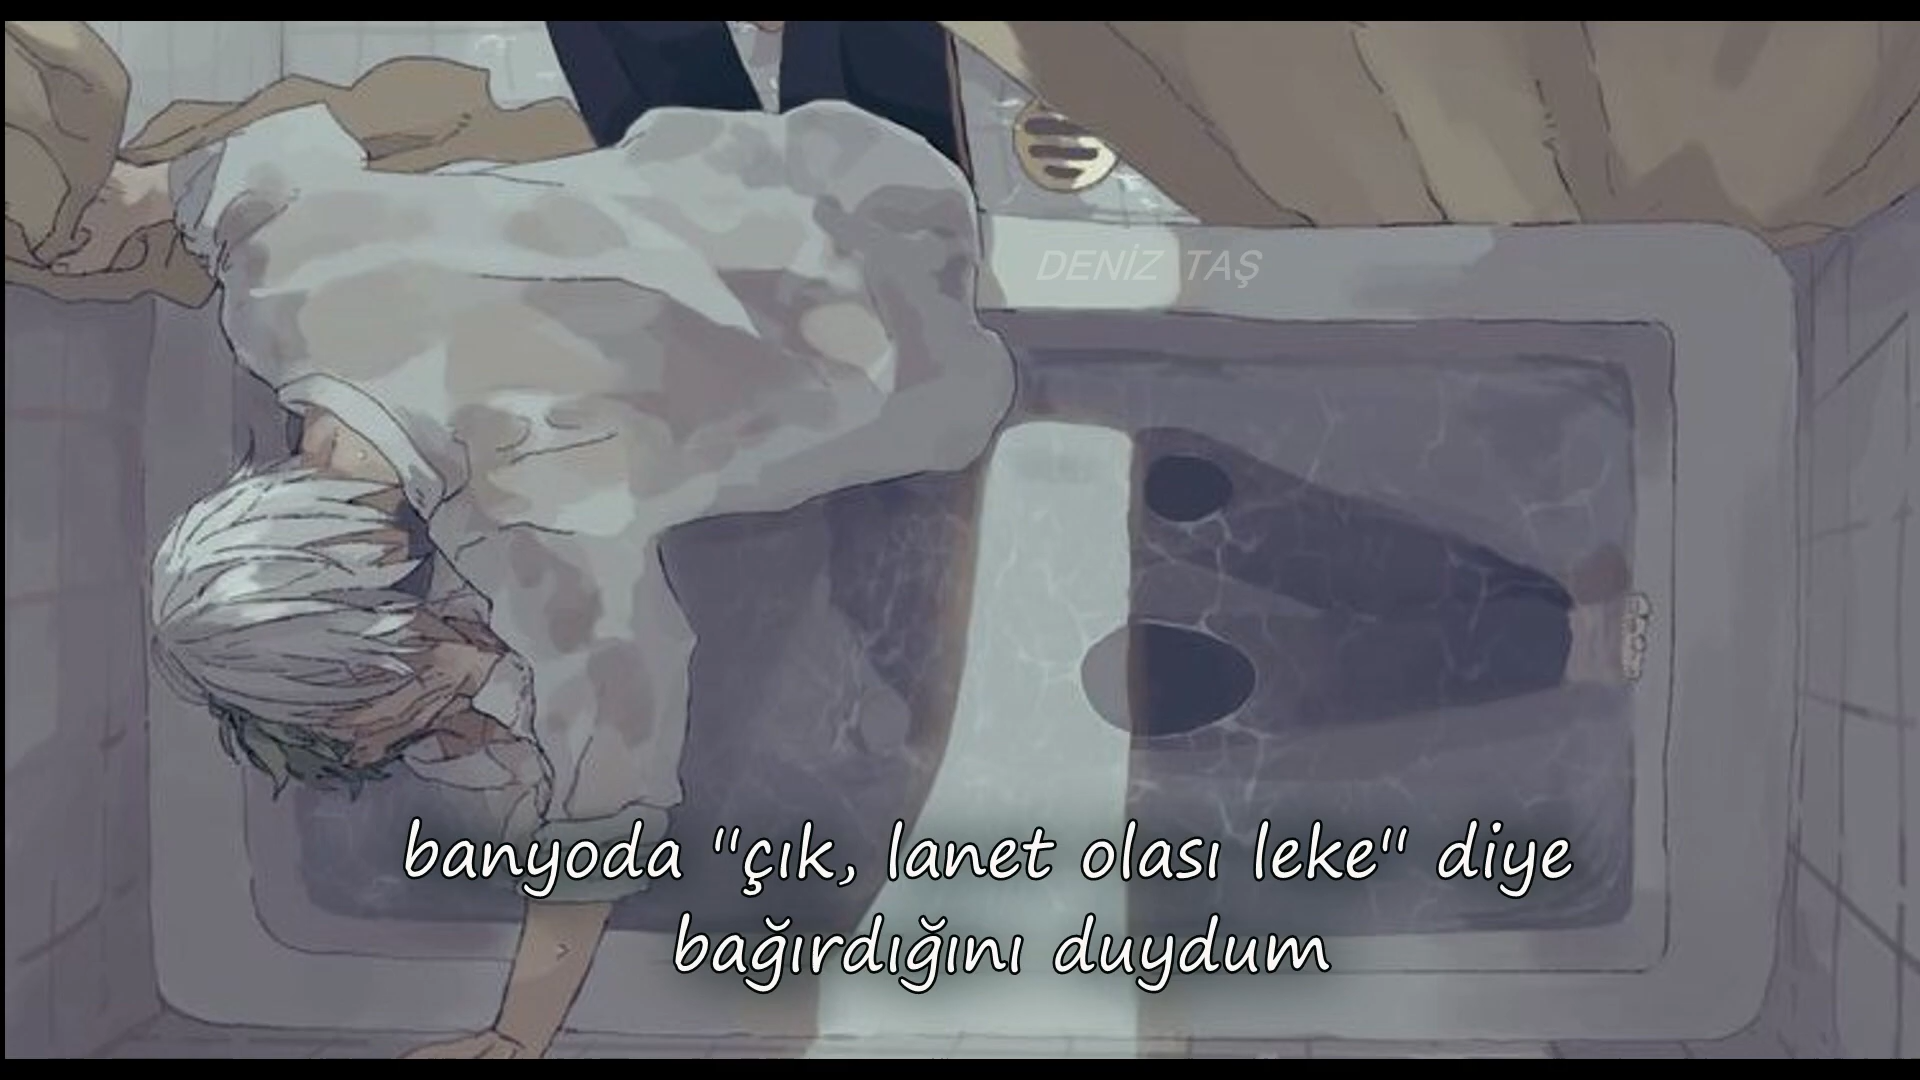 DENİZ TAŞ
banyoda "çık, lanet olası leke" diye
bağırdığını duydum